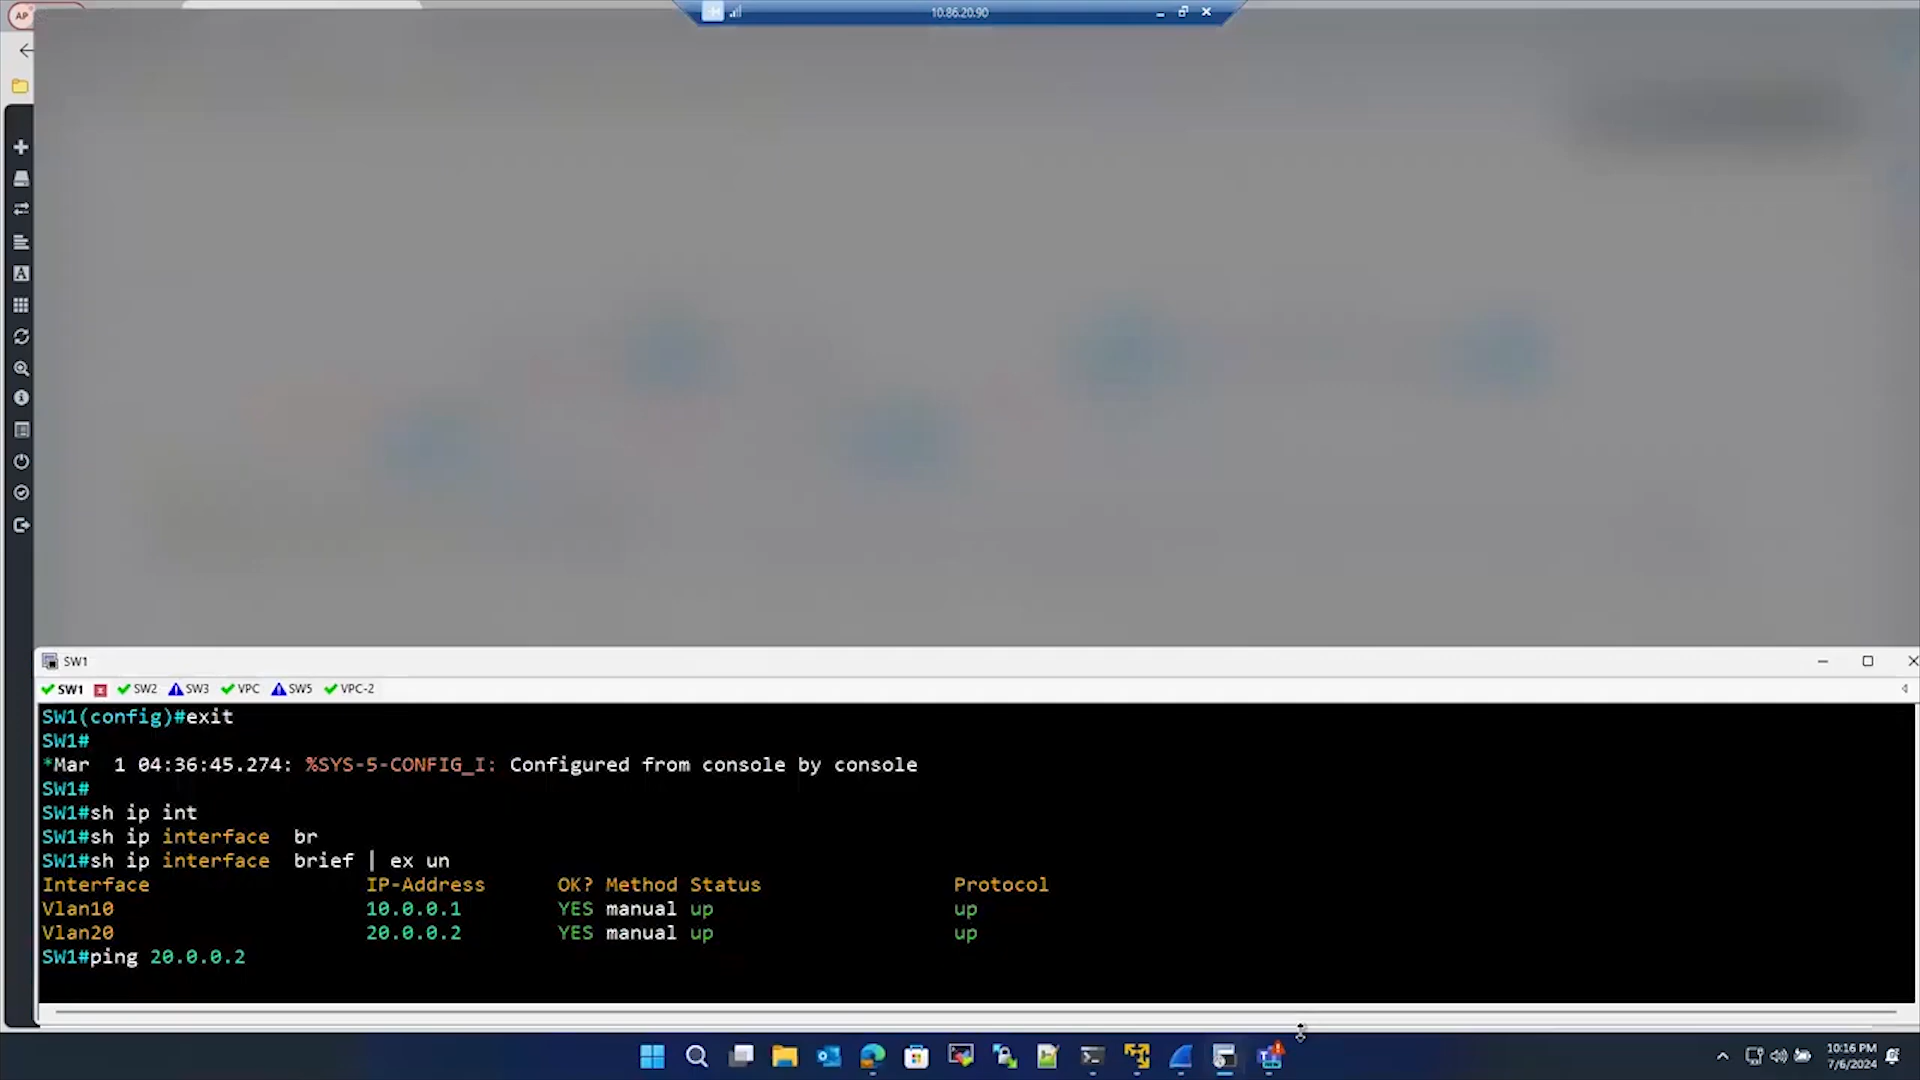 AP
10.86.20.90
SW1
SW1 SW2 SW3 VPC SW5 VPC-2
SW1(config)#exit
SW1#
*Mar  1 04:36:45.274: %SYS-5-CONFIG_I: Configured from console by console
SW1#
SW1#sh ip int
SW1#sh ip interface  br
SW1#sh ip interface  brief | ex un
Interface IP-Address OK? Method Status Protocol
Vlan10 10.0.0.1 YES manual up up
Vlan20 20.0.0.2 YES manual up up
SW1#ping 20.0.0.2
10:16 PM
7/6/2024